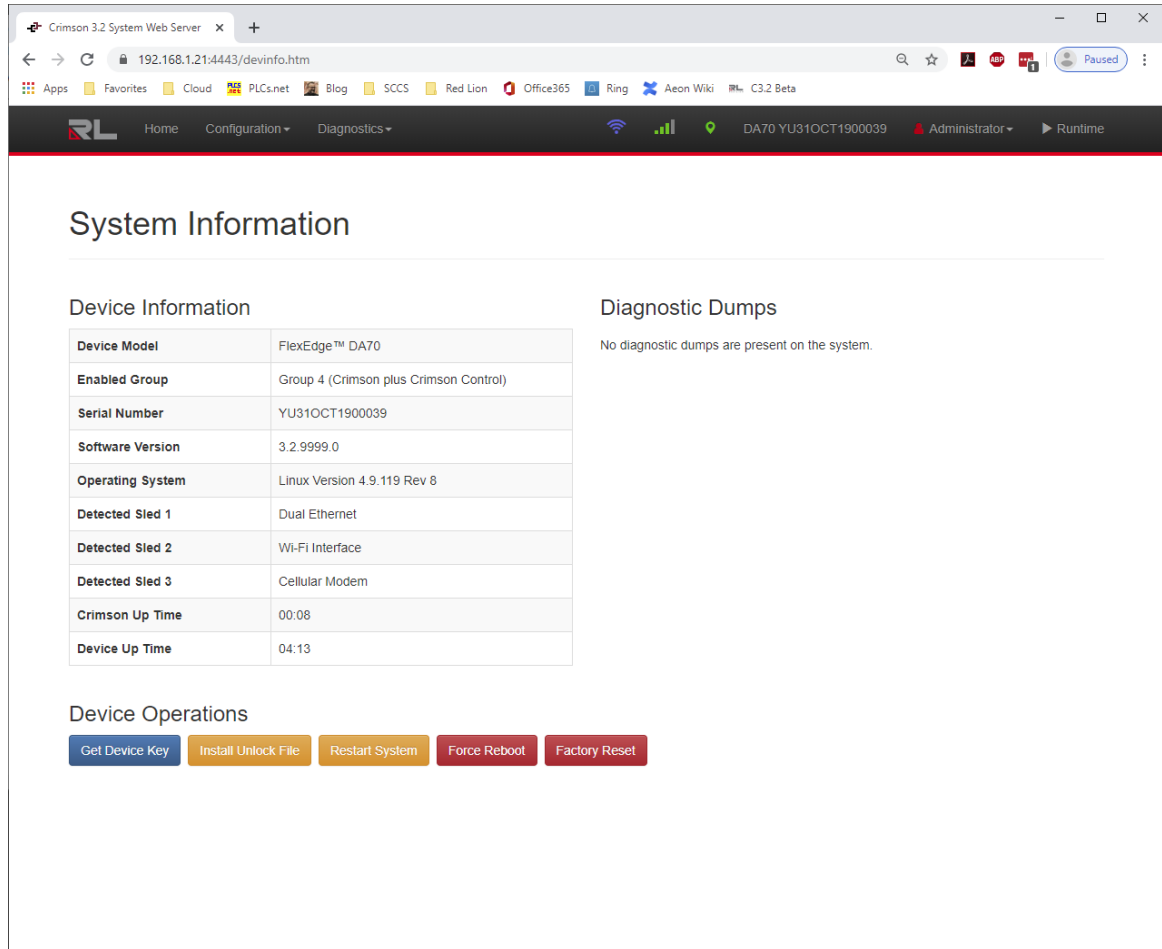 Crimson 3.2 System Web Server
192.168.1.21:4443/devinfo.htm
ABP
1
Paused
Apps Favorites Cloud PLCs.net Blog SCCS Red Lion Office365 Ring Aeon Wiki C3.2 Beta
RL Home Configuration Diagnostics DA70 YU31OCT1900039 Administrator Runtime
System Information
Device Information
Device Model FlexEdge™ DA70
Enabled Group Group 4 (Crimson plus Crimson Control)
Serial Number YU31OCT1900039
Software Version 3.2.9999.0
Operating System Linux Version 4.9.119 Rev 8
Detected Sled 1 Dual Ethernet
Detected Sled 2 Wi-Fi Interface
Detected Sled 3 Cellular Modem
Crimson Up Time 00:08
Device Up Time 04:13
Diagnostic Dumps
No diagnostic dumps are present on the system.
Device Operations
Get Device Key Install Unlock File Restart System Force Reboot Factory Reset